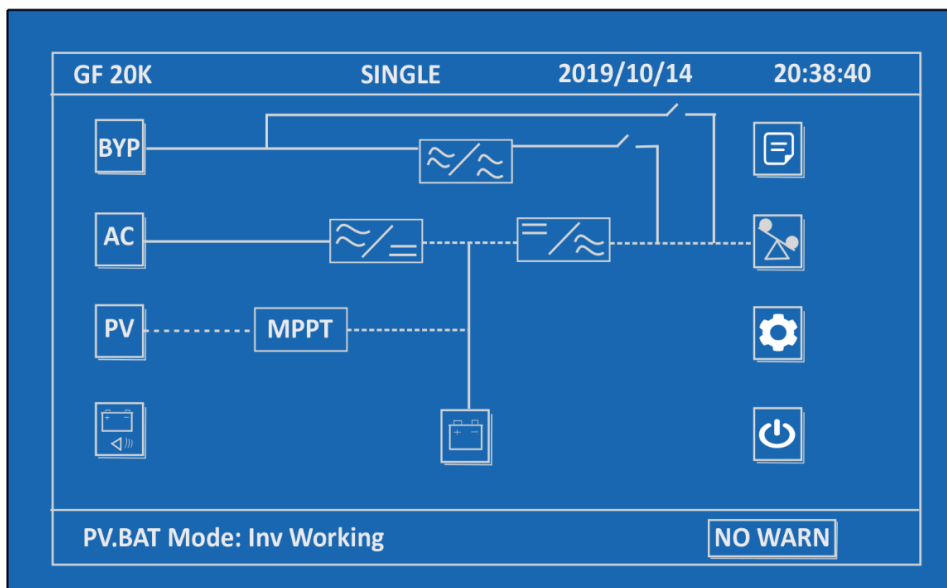 GF 20K SINGLE 2019/10/14 20:38:40
BYP
AC
PV MPPT
PV.BAT Mode: Inv Working NO WARN